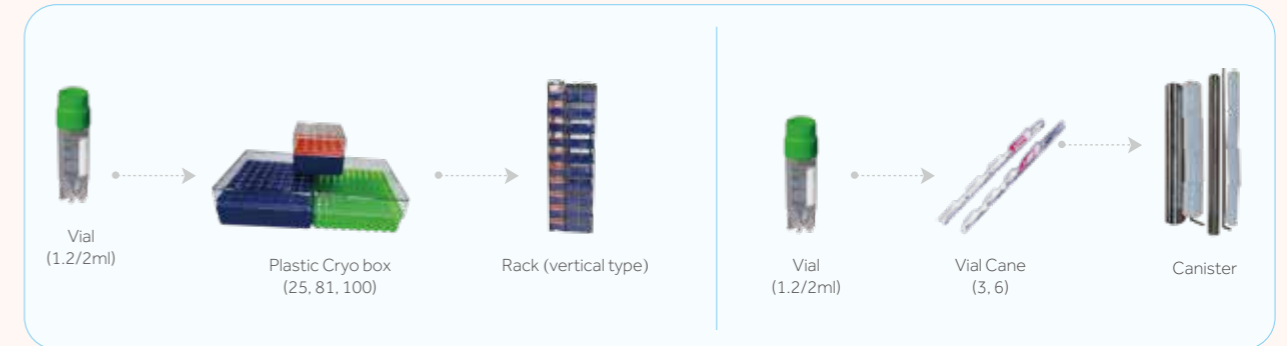 Vial
(1.2/2ml)
Plastic Cryo box
(25, 81, 100)
Rack (vertical type)
Vial
(1.2/2ml)
Vial Cane
(3, 6)
Canister